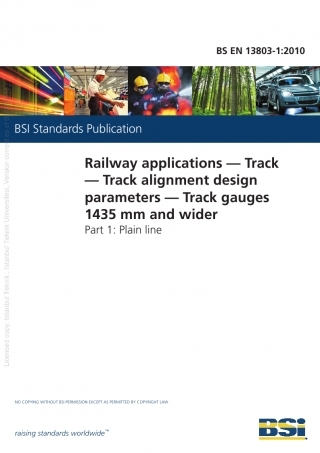 BS EN 13803-1:2010
BSI Standards Publication
Railway applications — Track
— Track alignment design
parameters — Track gauges
1435 mm and wider
Part 1: Plain line
NO COPYING WITHOUT BSI PERMISSION EXCEPT AS PERMITTED BY COPYRIGHT LAW
raising standards worldwide™
BSi
Licensed copy: Istanbul Teknik , Istanbul Teknik Universitesi, Version correct as of